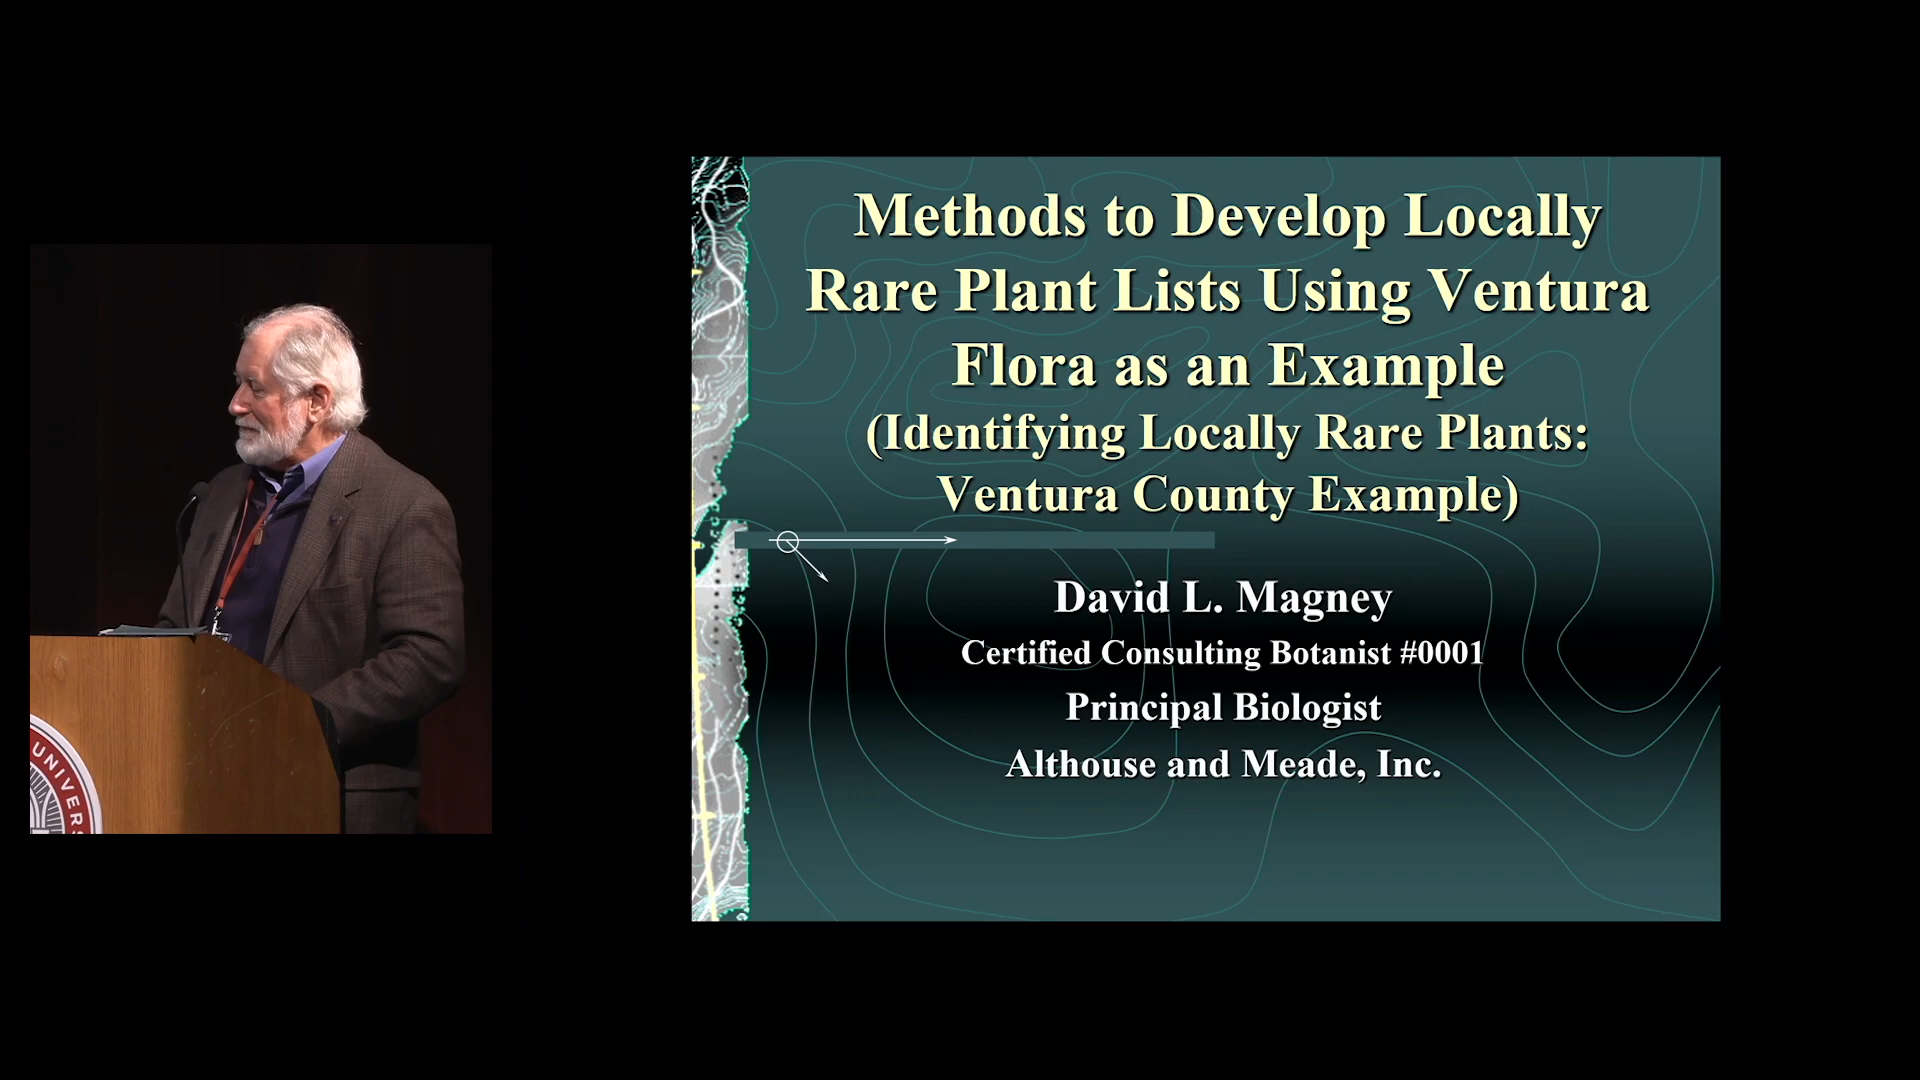 Methods to Develop Locally
Rare Plant Lists Using Ventura
Flora as an Example
(Identifying Locally Rare Plants:
Ventura County Example)
David L. Magney
Certified Consulting Botanist #0001
Principal Biologist
Althouse and Meade, Inc.